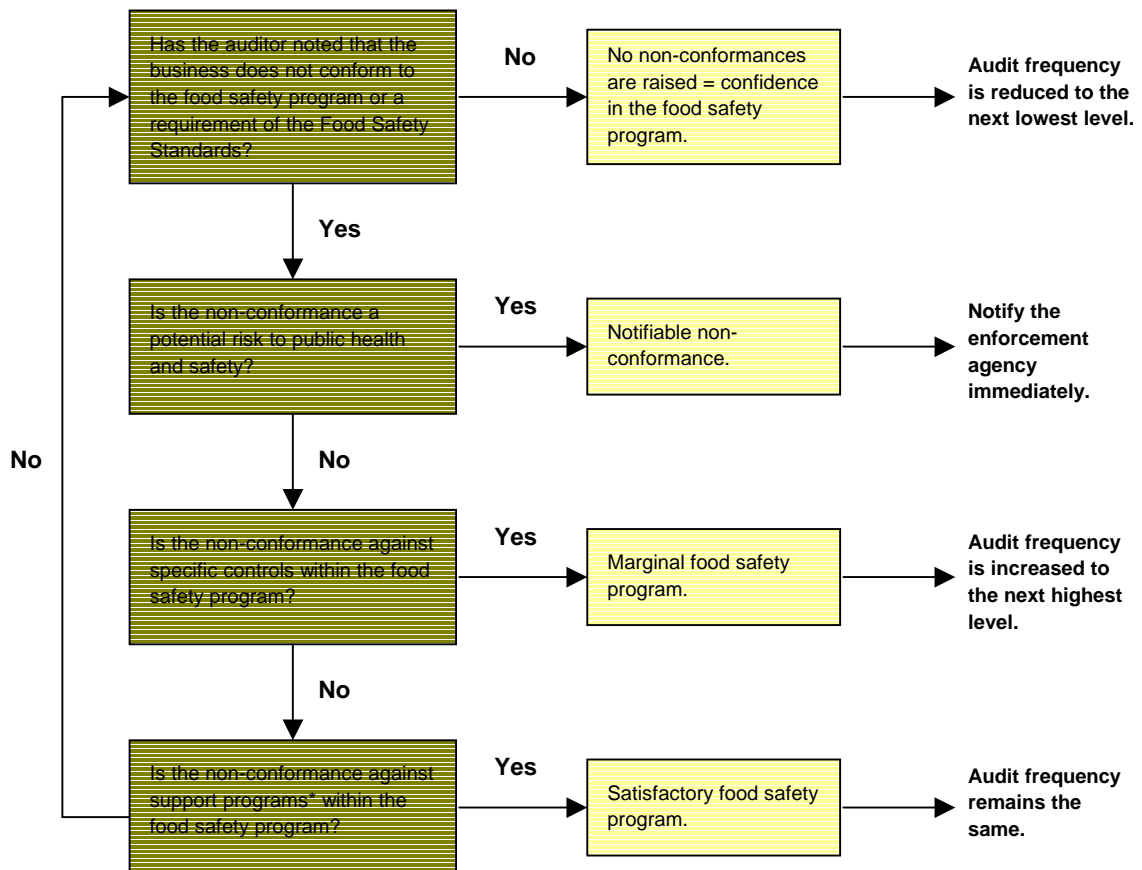 Has the auditor noted that the
business does not conform to
the food safety program or a
requirement of the Food Safety
Standards?
No
No non-conformances
are raised = confidence
in the food safety
program.
Audit frequency
is reduced to the
next lowest level.
Yes
Is the non-conformance a
potential risk to public health
and safety?
Yes
Notifiable non-
conformance.
Notify the
enforcement
agency
immediately.
No
No
Is the non-conformance against
specific controls within the food
safety program?
Yes
Marginal food safety
program.
Audit frequency
is increased to
the next highest
level.
No
Is the non-conformance against
support programs* within the
food safety program?
Yes
Satisfactory food safety
program.
Audit frequency
remains the
same.